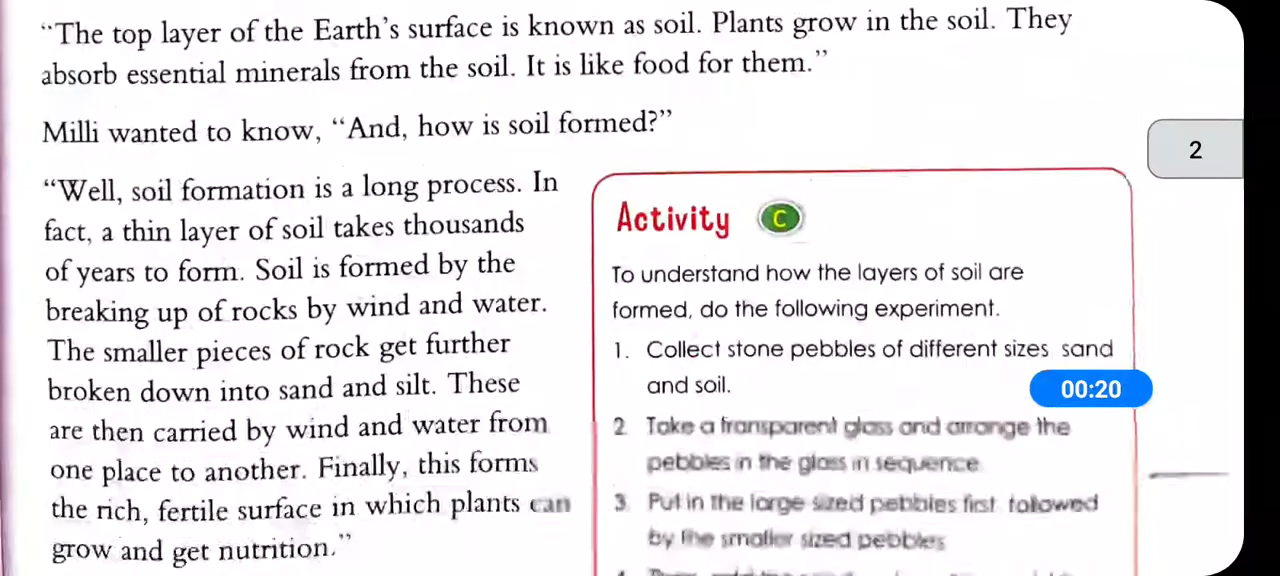 “The top layer of the Earth’s surface is known as soil. Plants grow in the soil. They
absorb essential minerals from the soil. It is like food for them.”
Milli wanted to know, “And, how is soil formed?”
“Well, soil formation is a long process. In
fact, a thin layer of soil takes thousands
of years to form. Soil is formed by the
breaking up of rocks by wind and water.
The smaller pieces of rock get further
broken down into sand and silt. These
are then carried by wind and water from
one place to another. Finally, this forms
the rich, fertile surface in which plants can
grow and get nutrition.”
Activity C
To understand how the layers of soil are
formed, do the following experiment.
1. Collect stone pebbles of different sizes sand
and soil.
2 Take a transparent glass and arrange the
pebbles in the glass in sequence
3 Put in the large sized pebbles first followed
by the smaller sized pebbles
2
00:20